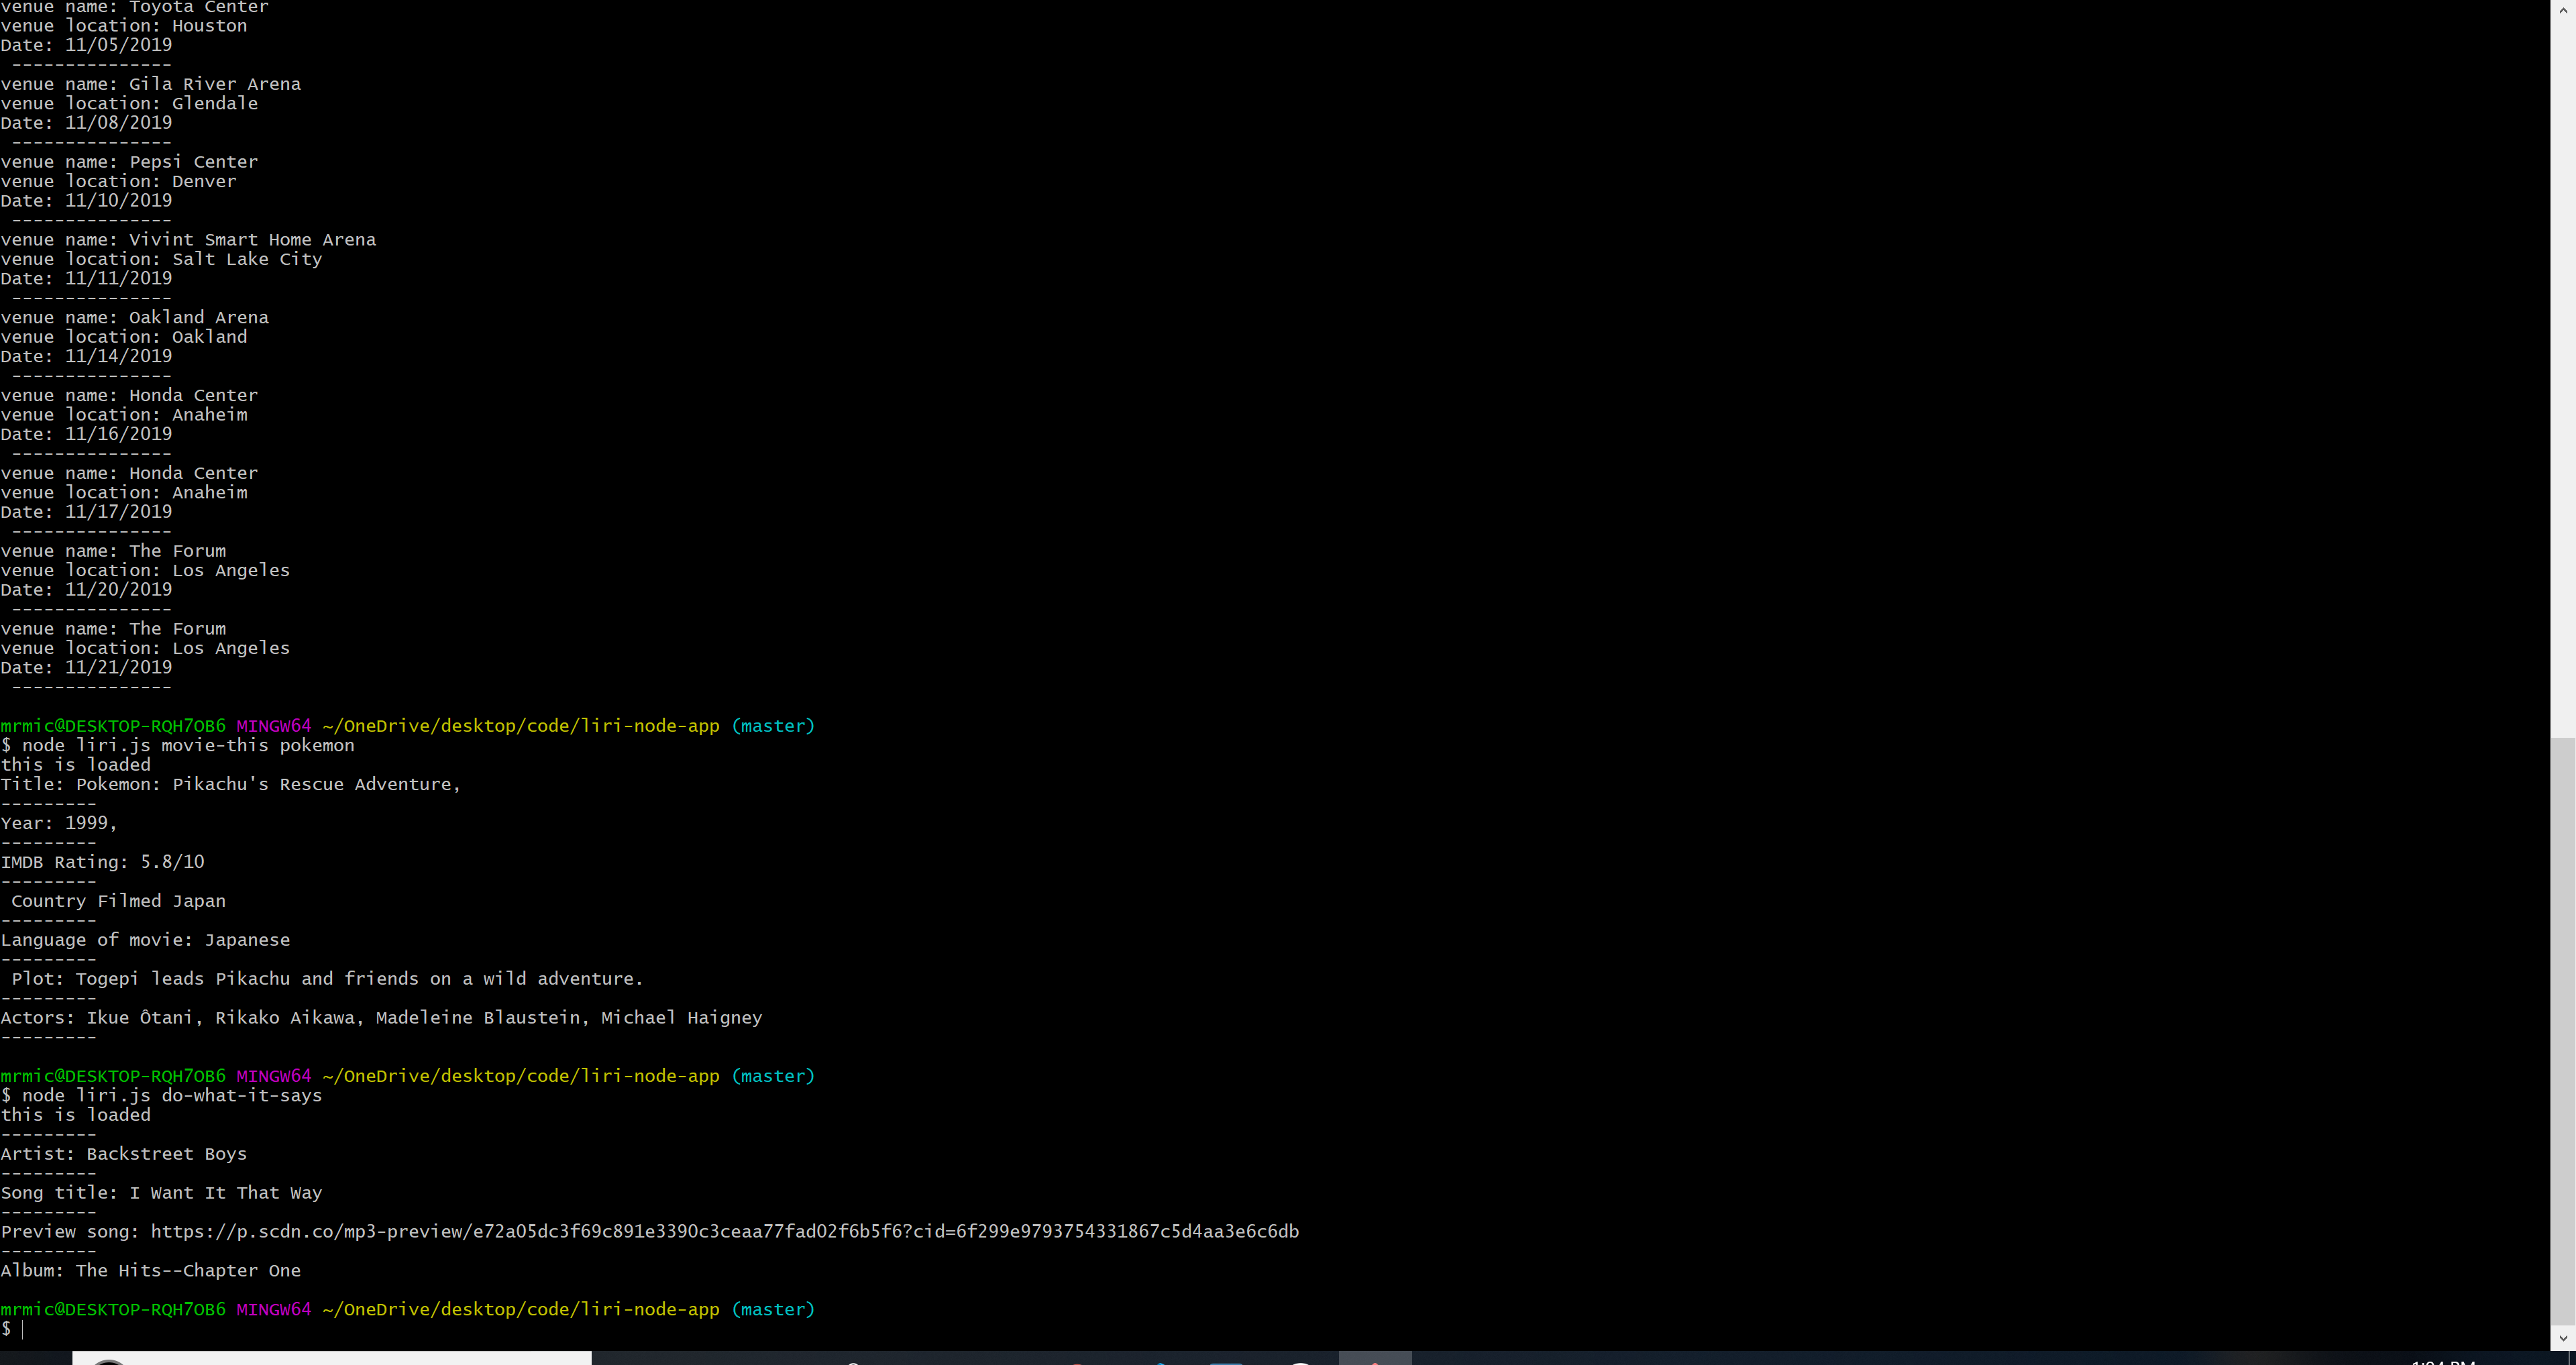 venue name: Toyota Center
venue location: Houston
Date: 11/05/2019
 ---------------
venue name: Gila River Arena
venue location: Glendale
Date: 11/08/2019
 ---------------
venue name: Pepsi Center
venue location: Denver
Date: 11/10/2019
 ---------------
venue name: Vivint Smart Home Arena
venue location: Salt Lake City
Date: 11/11/2019
 ---------------
venue name: Oakland Arena
venue location: Oakland
Date: 11/14/2019
 ---------------
venue name: Honda Center
venue location: Anaheim
Date: 11/16/2019
 ---------------
venue name: Honda Center
venue location: Anaheim
Date: 11/17/2019
 ---------------
venue name: The Forum
venue location: Los Angeles
Date: 11/20/2019
 ---------------
venue name: The Forum
venue location: Los Angeles
Date: 11/21/2019
 ---------------
mrmic@DESKTOP-RQH7OB6 MINGW64 ~/OneDrive/desktop/code/liri-node-app (master)
$ node liri.js movie-this pokemon
this is loaded
Title: Pokemon: Pikachu's Rescue Adventure,
---------
Year: 1999,
---------
IMDB Rating: 5.8/10
---------
 Country Filmed Japan
---------
Language of movie: Japanese
---------
 Plot: Togepi leads Pikachu and friends on a wild adventure.
---------
Actors: Ikue Ôtani, Rikako Aikawa, Madeleine Blaustein, Michael Haigney
---------
mrmic@DESKTOP-RQH7OB6 MINGW64 ~/OneDrive/desktop/code/liri-node-app (master)
$ node liri.js do-what-it-says
this is loaded
---------
Artist: Backstreet Boys
---------
Song title: I Want It That Way
---------
Preview song: https://p.scdn.co/mp3-preview/e72a05dc3f69c891e3390c3ceaa77fad02f6b5f6?cid=6f299e9793754331867c5d4aa3e6c6db
---------
Album: The Hits--Chapter One
mrmic@DESKTOP-RQH7OB6 MINGW64 ~/OneDrive/desktop/code/liri-node-app (master)
$